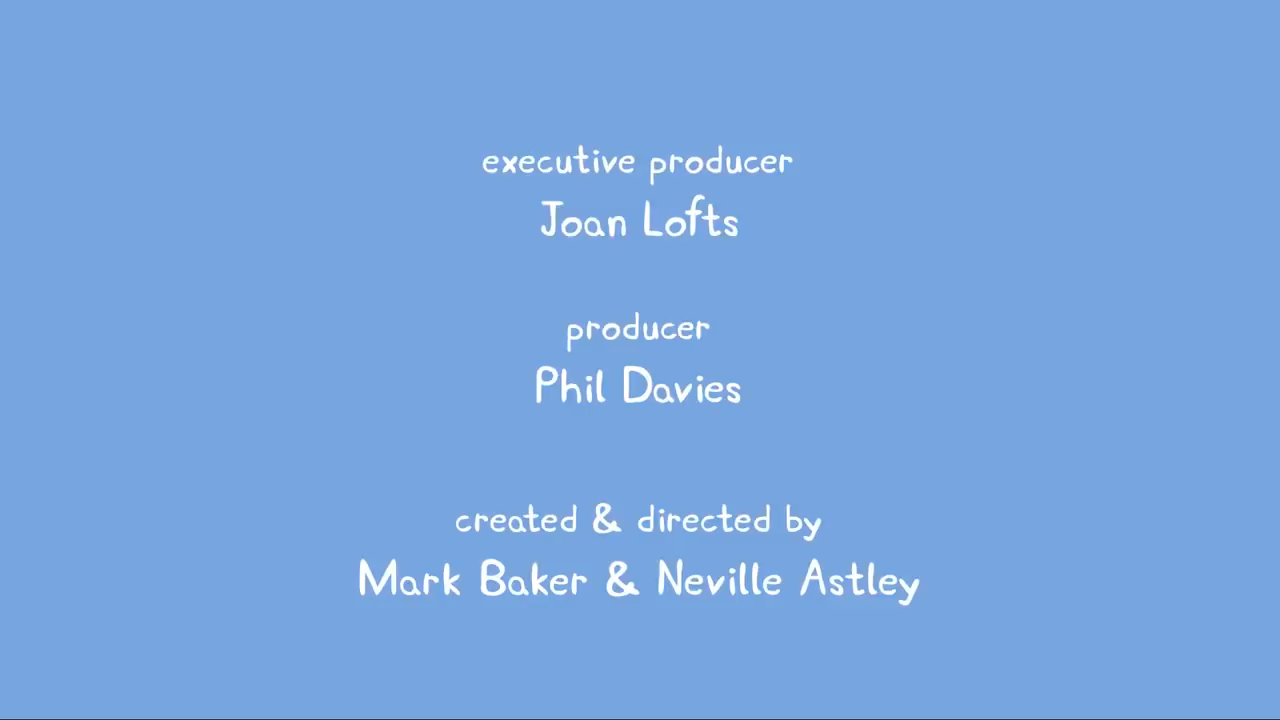 executive producer
Joan Lofts
producer
Phil Davies
created & directed by
Mark Baker & Neville Astley